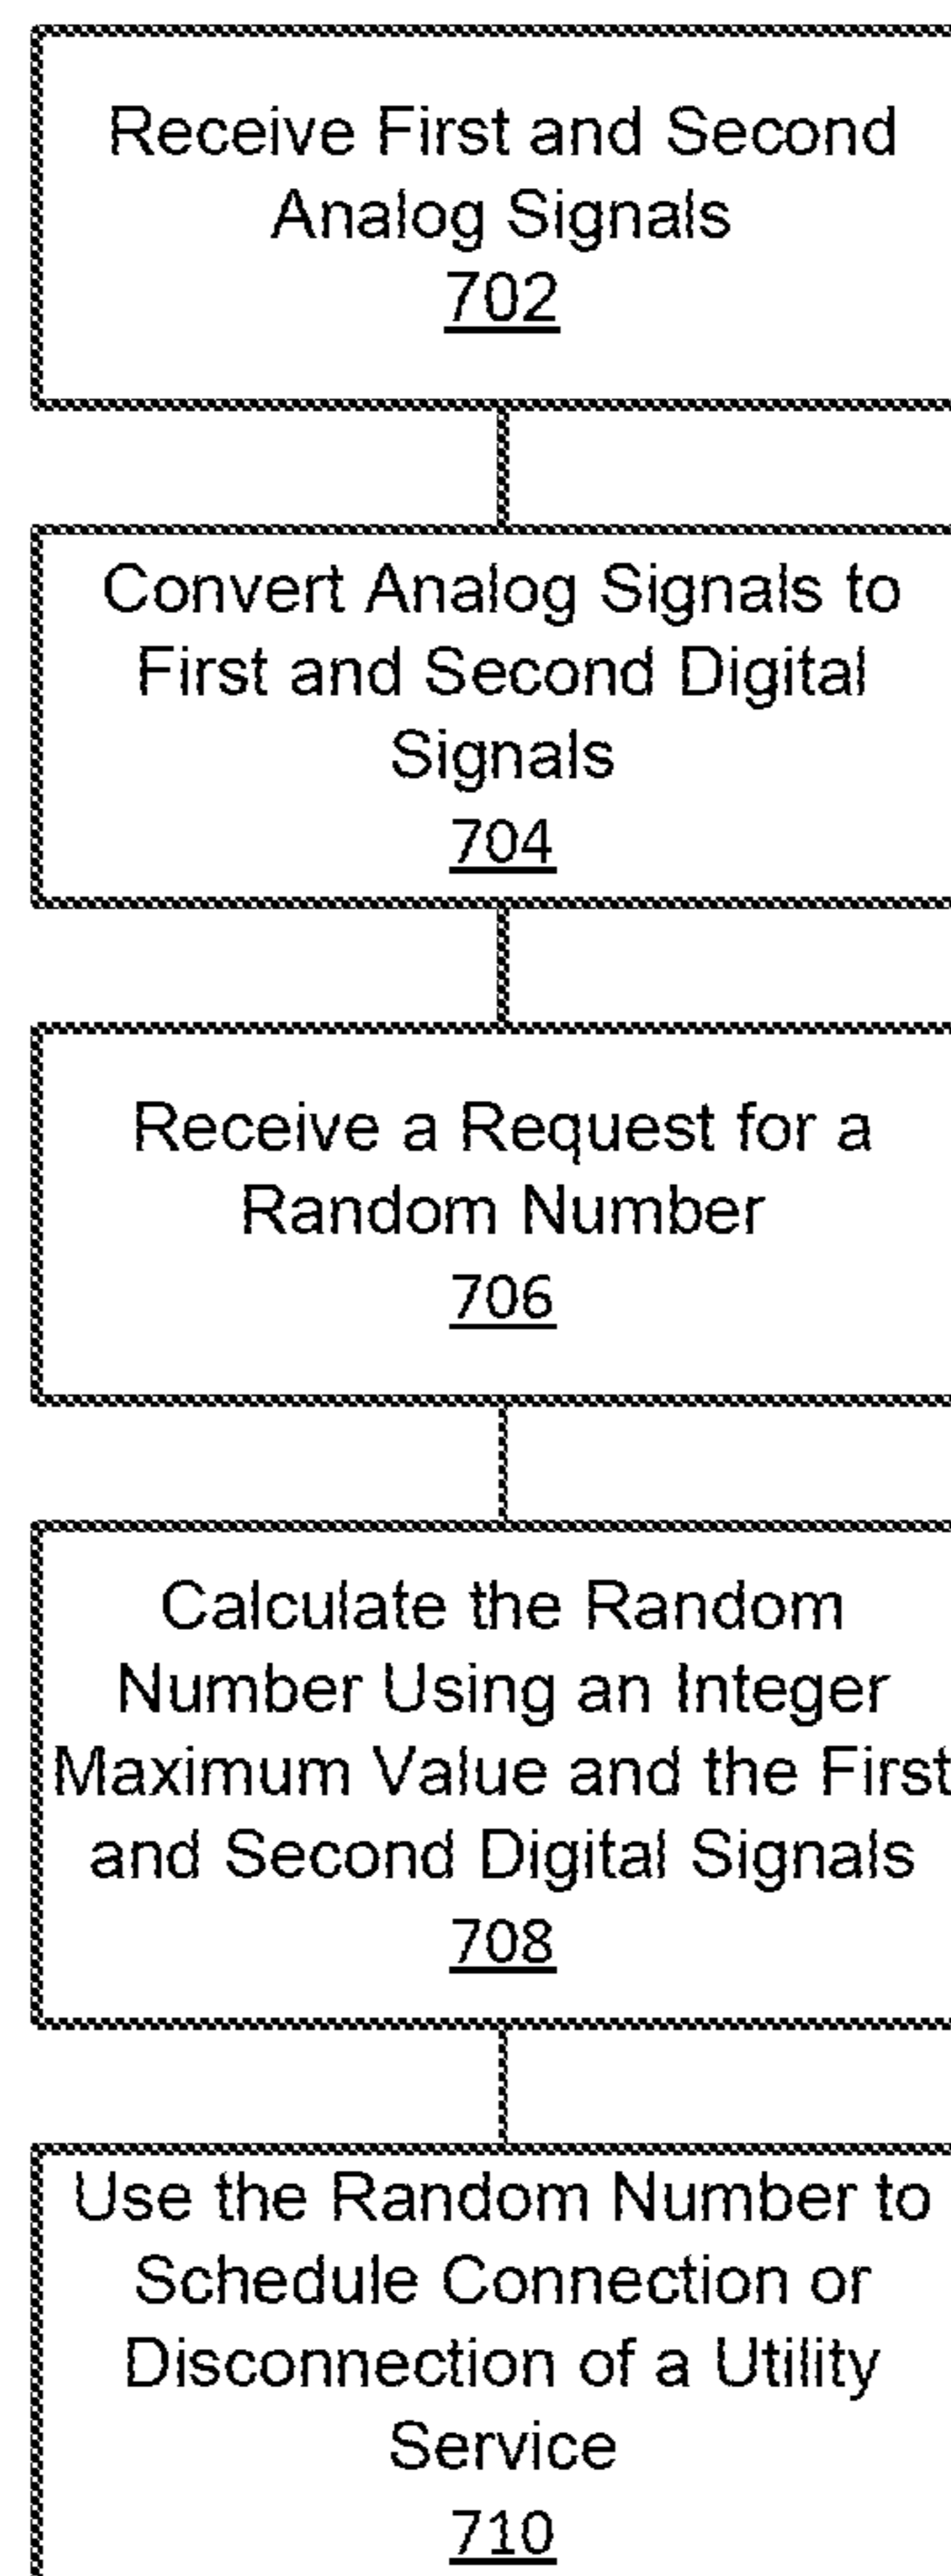 Receive First and Second
Analog Signals
702
Convert Analog Signals to
First and Second Digital
Signals
704
Receive a Request for a
Random Number
706
Calculate the Random
Number Using an Integer
Maximum Value and the First
and Second Digital Signals
708
Use the Random Number to
Schedule Connection or
Disconnection of a Utility
Service
710